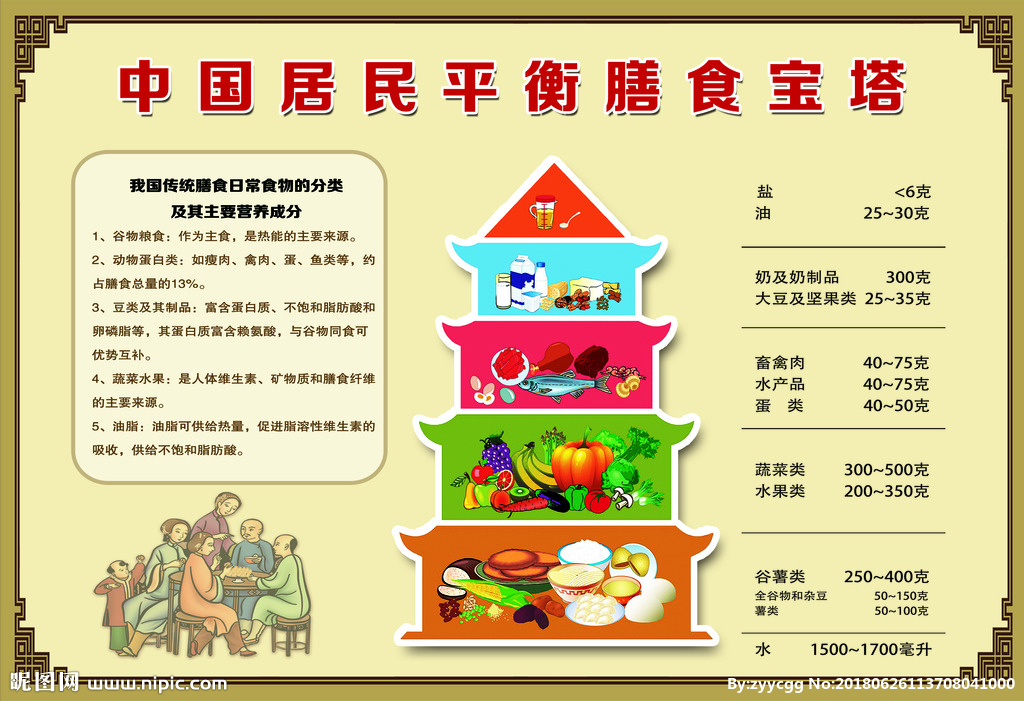 中国居民平衡膳食宝塔
我国传统膳食日常食物的分类
及其主要营养成分
1、谷物粮食：作为主食，是热能的主要来源。
2、动物蛋白类：如瘦肉、禽肉、蛋、鱼类等，约
占膳食总量的13%。
3、豆类及其制品：富含蛋白质、不饱和脂肪酸和
卵磷脂等，其蛋白质富含赖氨酸，与谷物同食可
优势互补。
4、蔬菜水果：是人体维生素、矿物质和膳食纤维
的主要来源。
5、油脂：油脂可供给热量，促进脂溶性维生素的
吸收，供给不饱和脂肪酸。
盐 <6克
油 25~30克
奶及奶制品 300克
大豆及坚果类 25~35克
畜禽肉 40~75克
水产品 40~75克
蛋 类 40~50克
蔬菜类 300~500克
水果类 200~350克
谷薯类 250~400克
全谷物和杂豆 50~150克
薯类 50~100克
水 1500~1700毫升
昵图网 www.nipic.com
By:zyycgg No:20180626113708041000